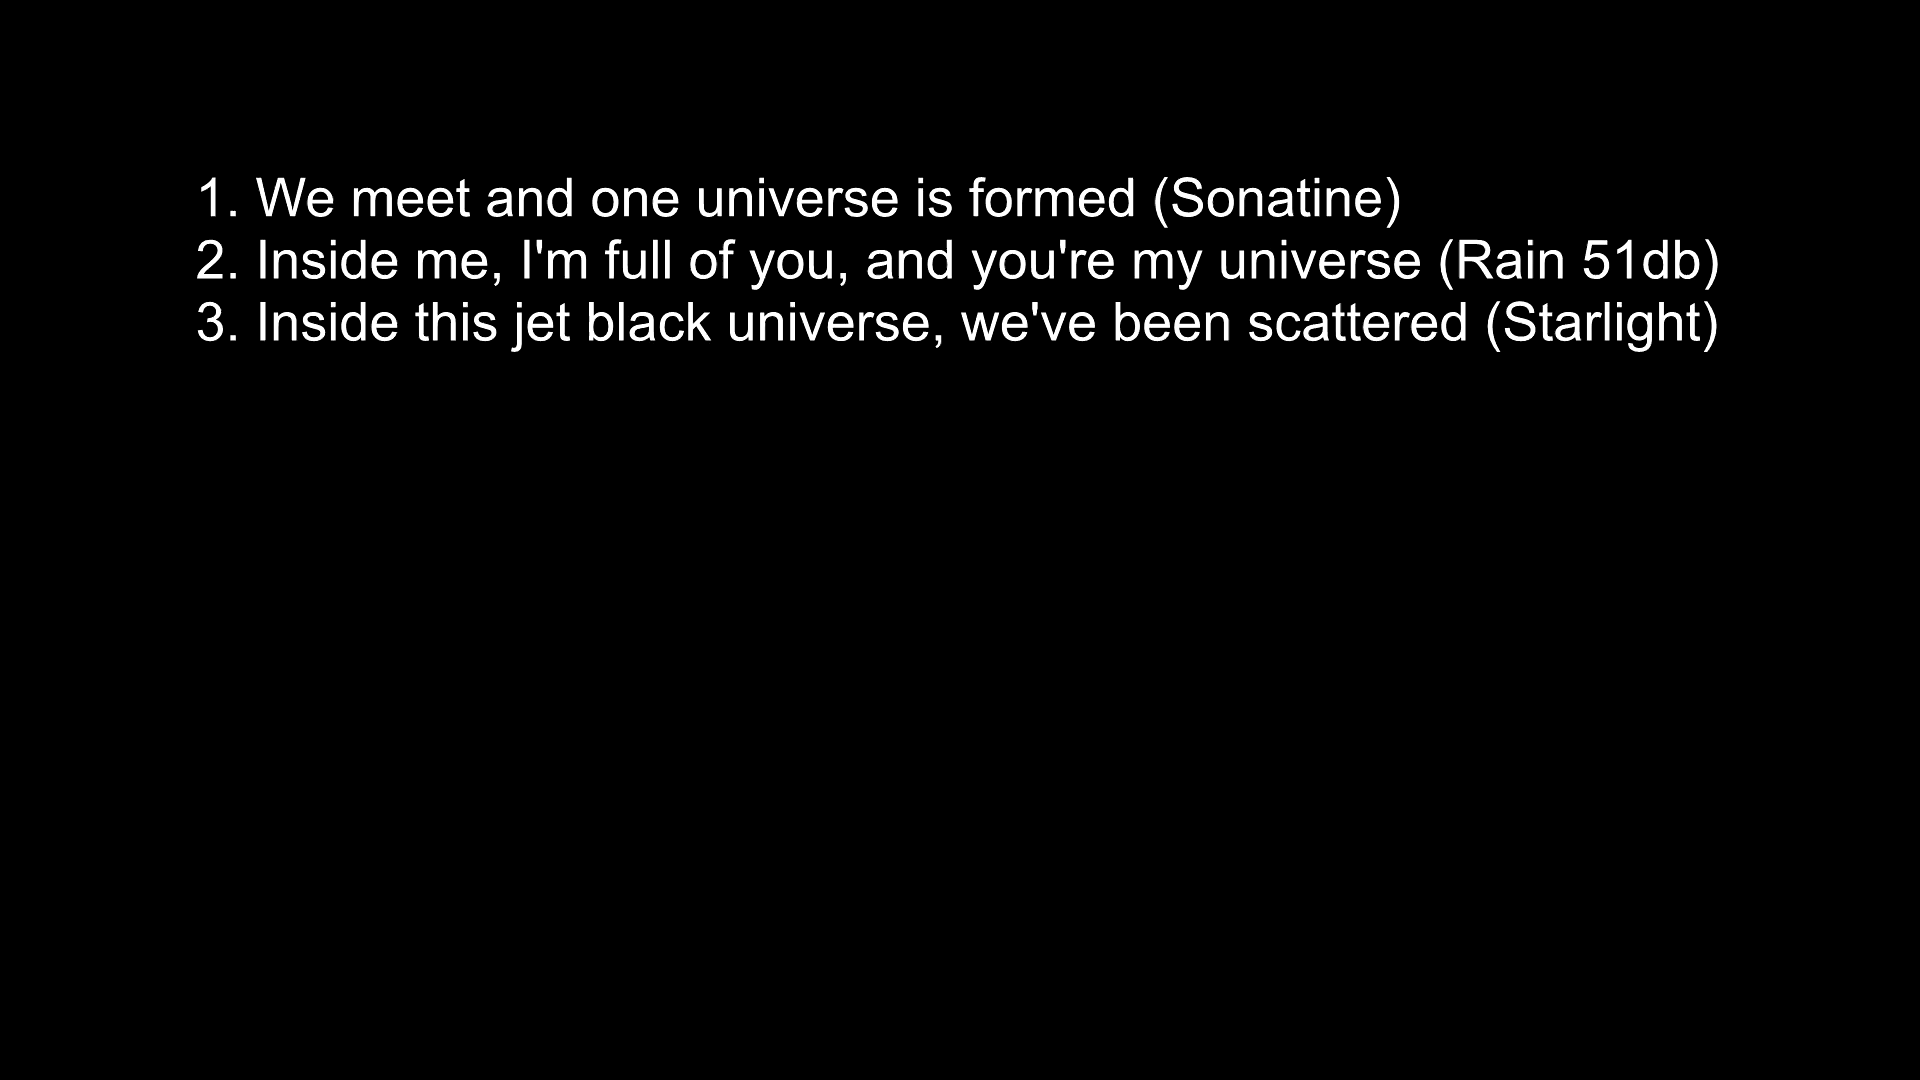 1. We meet and one universe is formed (Sonatine)
2. Inside me, I'm full of you, and you're my universe (Rain 51db)
3. Inside this jet black universe, we've been scattered (Starlight)